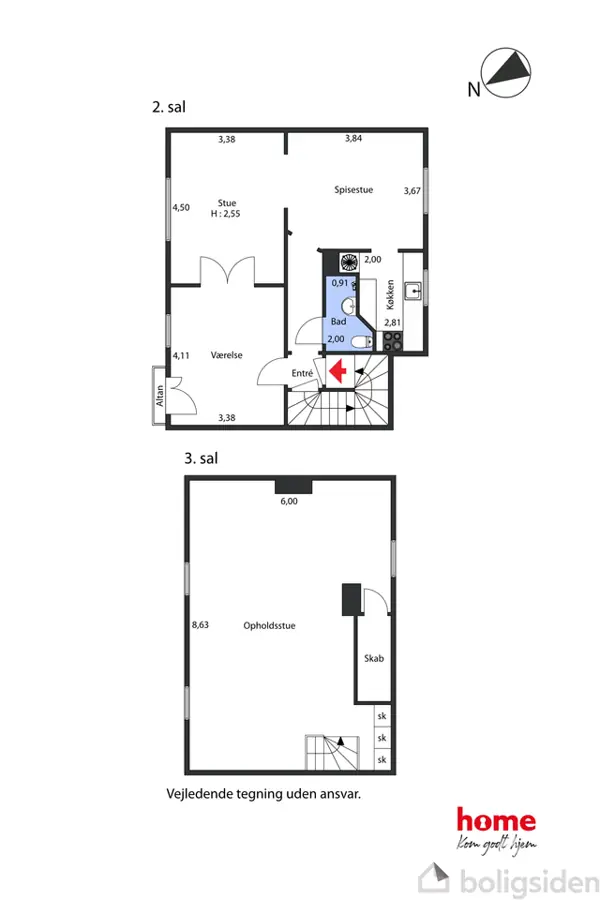 N
2. sal
3,38
3,84
Stue
H : 2,55
4,50
Spisestue
3,67
2,00
0,91
Køkken
Bad
2,81
2,00
4,11
Værelse
Entré
Altan
3,38
3. sal
6,00
8,63
Opholdsstue
Skab
sk
sk
sk
Vejledende tegning uden ansvar.
home
Kom godt hjem
boligsiden